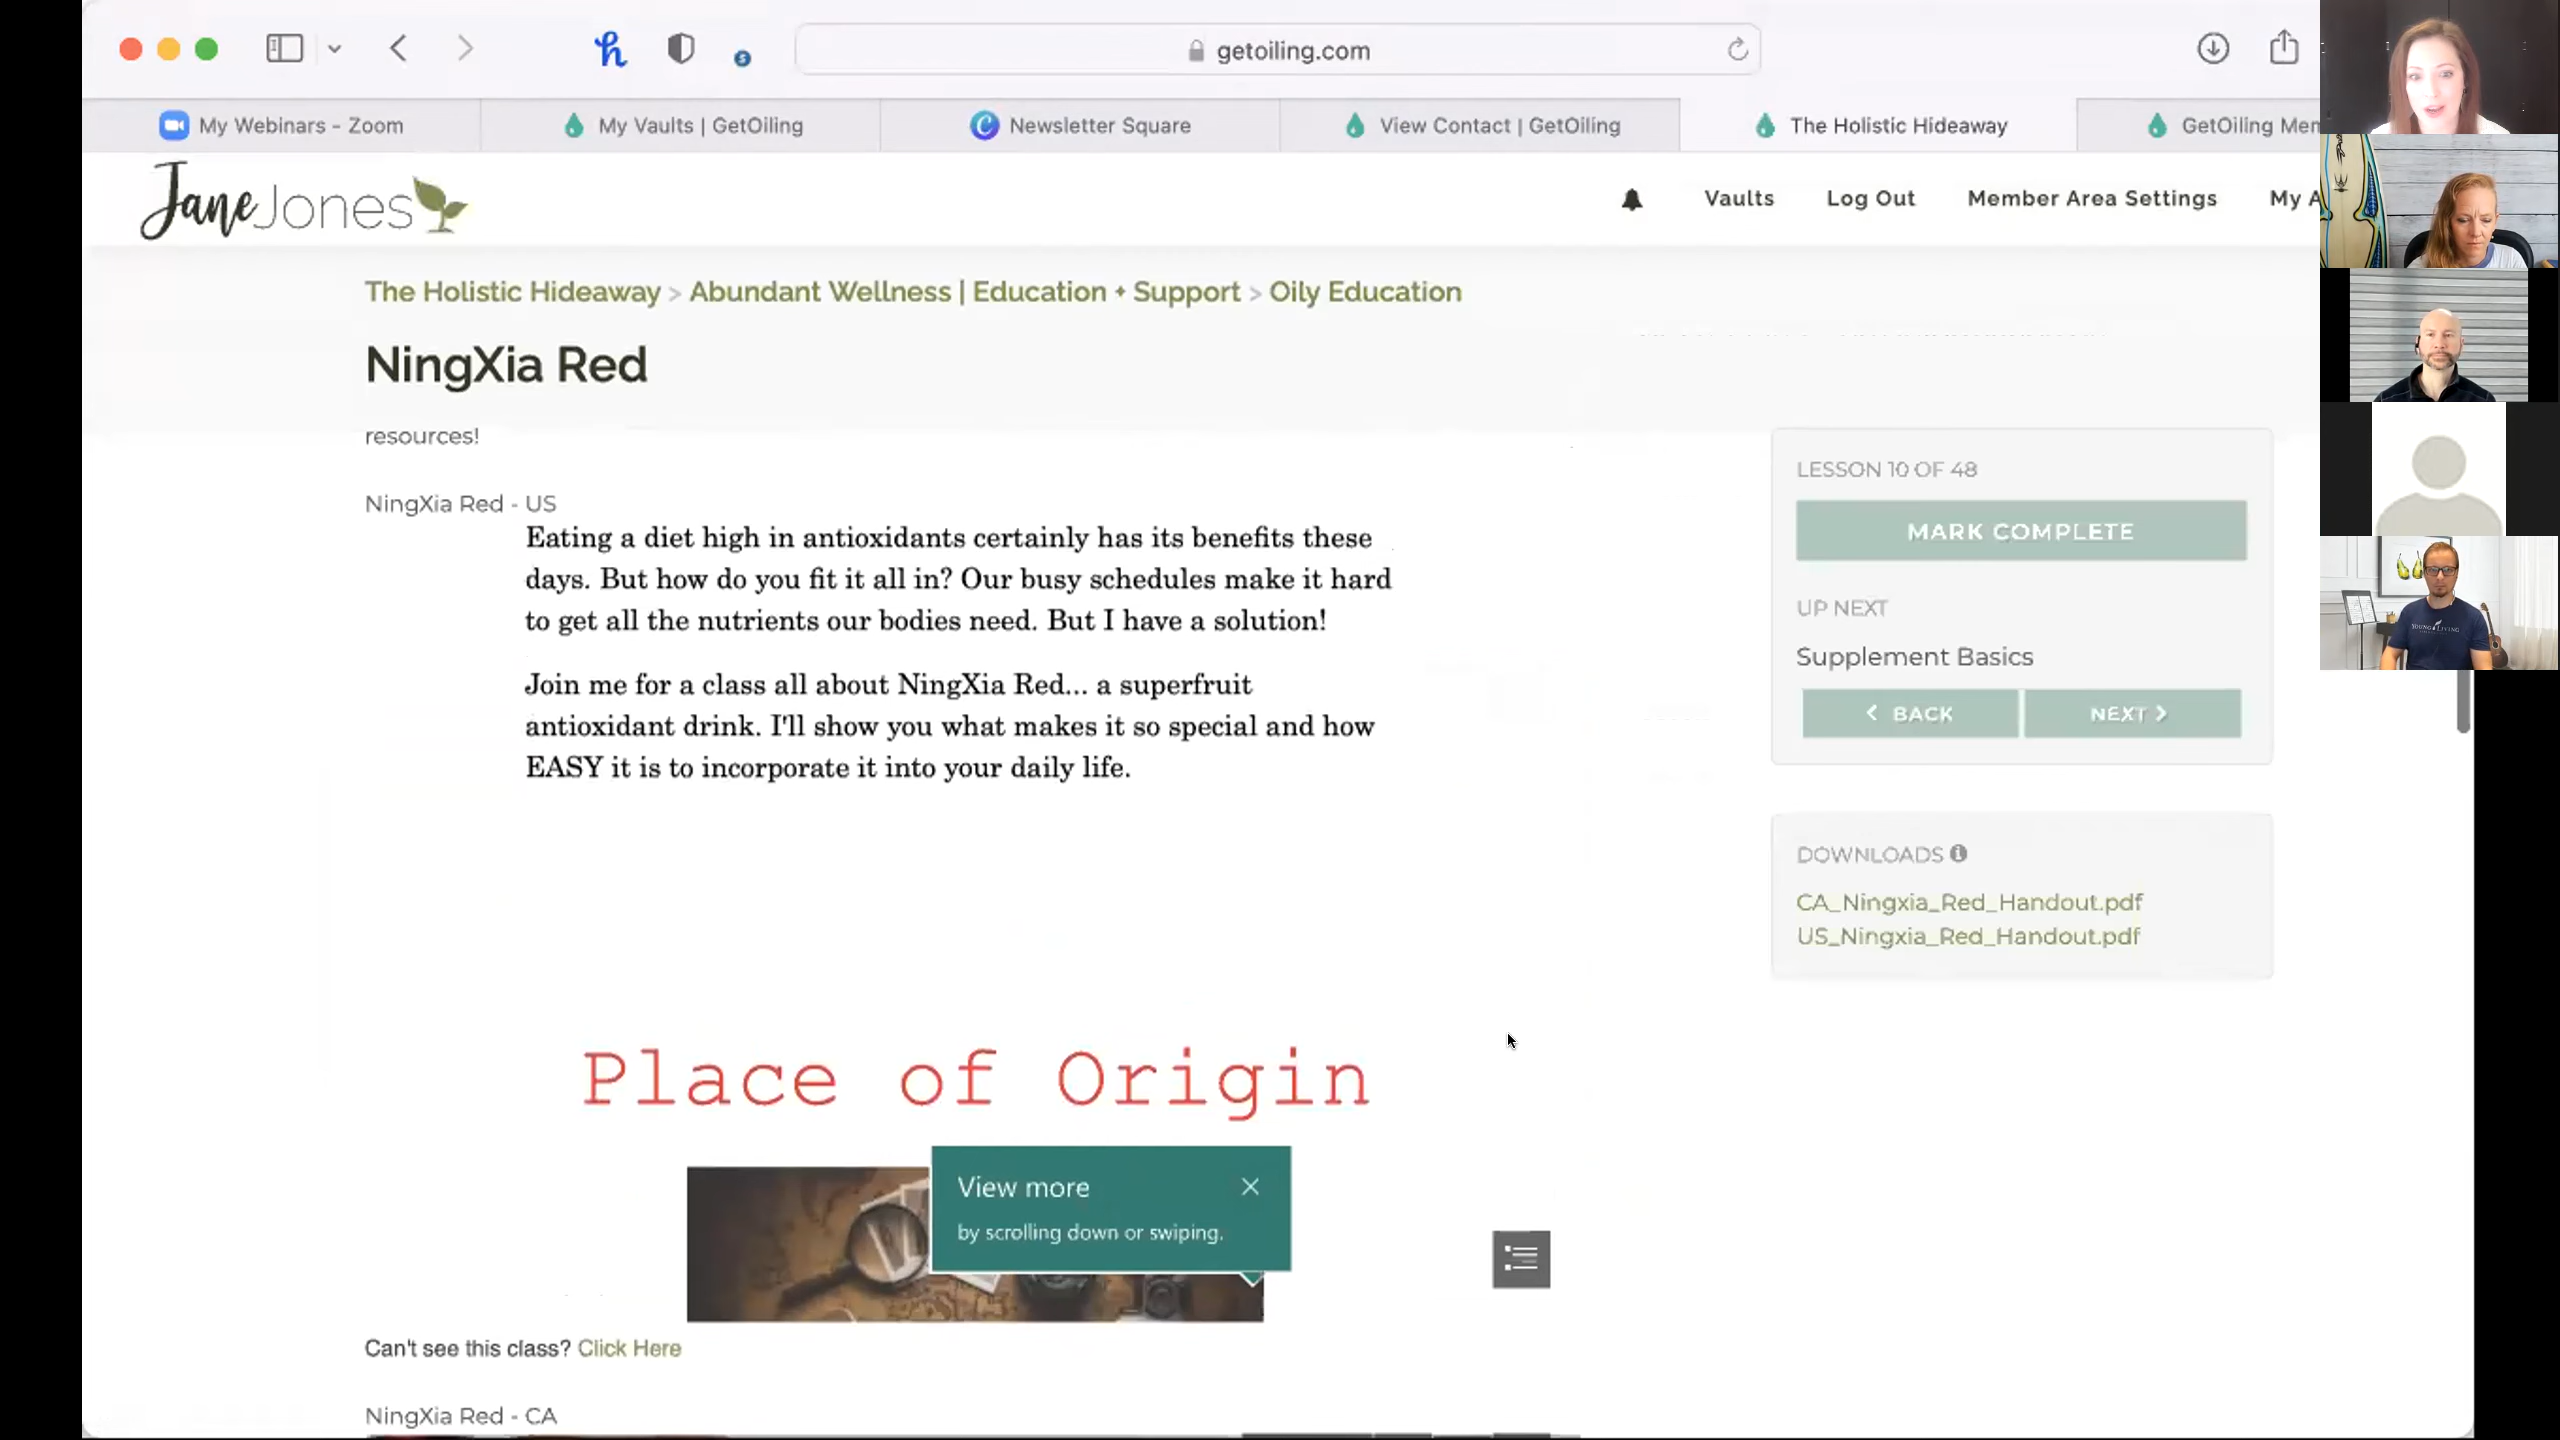 getoiling.com
My Webinars - Zoom
My Vaults | GetOiling
Newsletter Square
View Contact | GetOiling
The Holistic Hideaway
GetOiling Mem
Jane Jones
Vaults
Log Out
Member Area Settings
My A
The Holistic Hideaway > Abundant Wellness | Education + Support > Oily Education
NingXia Red
resources!
NingXia Red - US
Eating a diet high in antioxidants certainly has its benefits these
days. But how do you fit it all in? Our busy schedules make it hard
to get all the nutrients our bodies need. But I have a solution!
Join me for a class all about NingXia Red... a superfruit
antioxidant drink. I'll show you what makes it so special and how
EASY it is to incorporate it into your daily life.
Place of Origin
View more
by scrolling down or swiping.
Can't see this class? Click Here
NingXia Red - CA
LESSON 10 OF 48
MARK COMPLETE
UP NEXT
Supplement Basics
BACK
NEXT
DOWNLOADS
CA_Ningxia_Red_Handout.pdf
US_Ningxia_Red_Handout.pdf
YOUNG LIVING